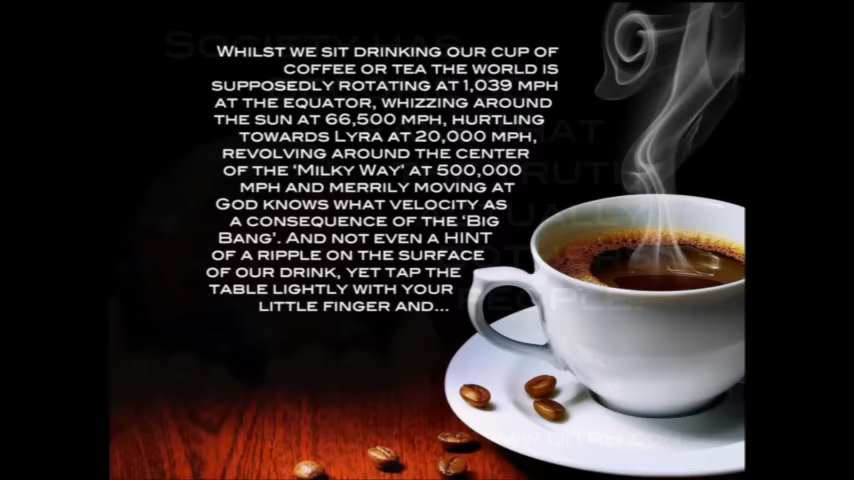 Whilst we sit drinking our cup of
coffee or tea the world is
supposedly rotating at 1,039 mph
at the equator, whizzing around
the sun at 66,500 mph, hurtling
towards Lyra at 20,000 mph,
revolving around the center
of the 'Milky Way' at 500,000
mph and merrily moving at
God knows what velocity as
a consequence of the 'Big
Bang'. And not even a hint
of a ripple on the surface
of our drink, yet tap the
table lightly with your
little finger and...